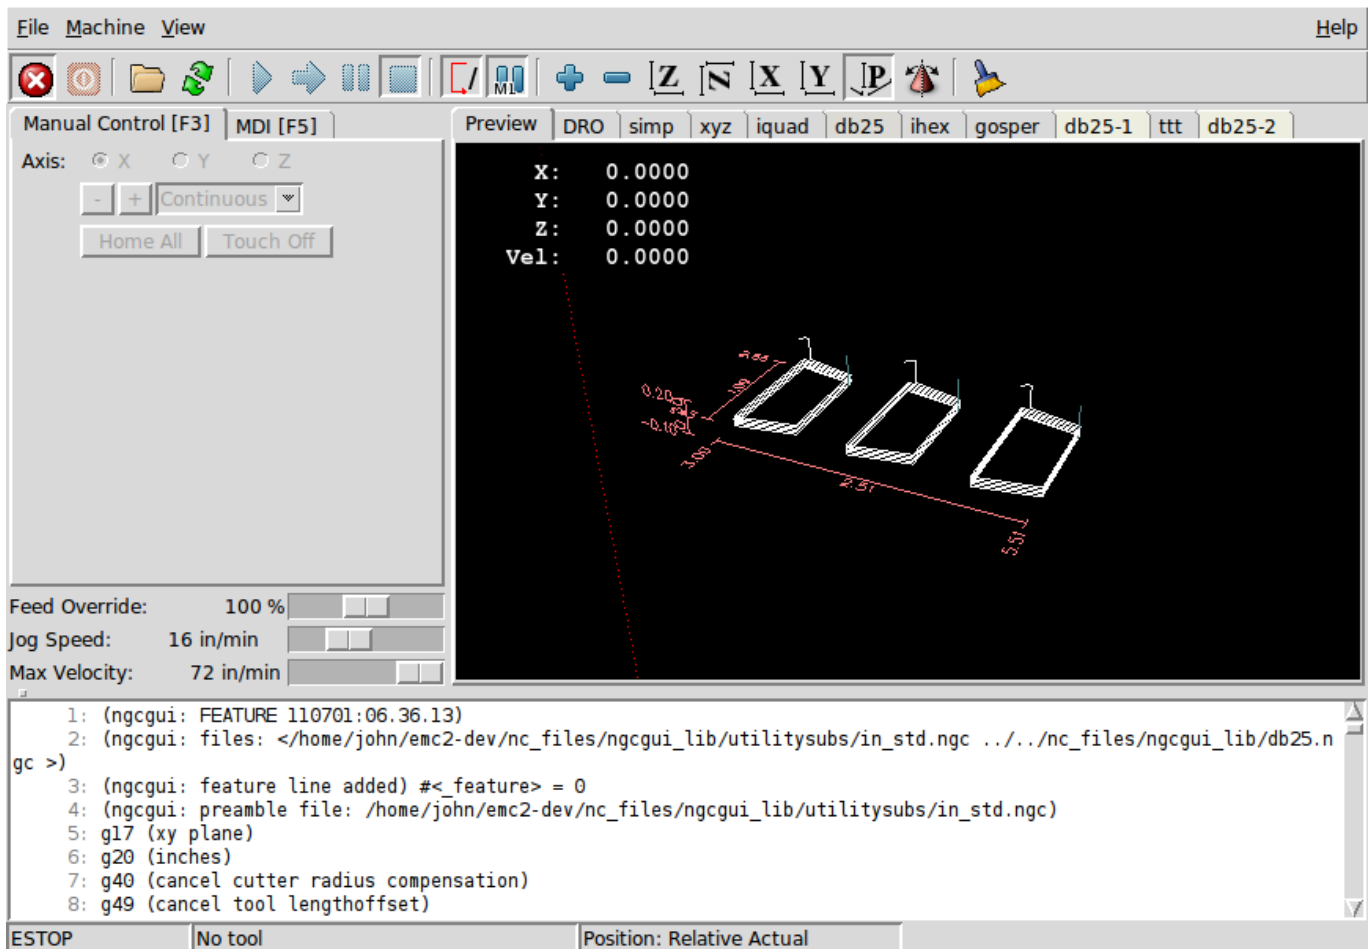 File Machine View Help
M1 Z N X Y P
Manual Control [F3] MDI [F5] Preview DRO simp xyz iquad db25 ihex gosper db25-1 ttt db25-2
Axis: X Y Z
- + Continuous
Home All Touch Off
X: 0.0000
Y: 0.0000
Z: 0.0000
Vel: 0.0000
0.20
3.00
2.51
5.51
Feed Override: 100 %
Jog Speed: 16 in/min
Max Velocity: 72 in/min
1: (ngcgui: FEATURE 110701:06.36.13)
2: (ngcgui: files: </home/john/emc2-dev/nc_files/ngcgui_lib/utilitysubs/in_std.ngc ../../nc_files/ngcgui_lib/db25.n
gc >)
3: (ngcgui: feature line added) #<_feature> = 0
4: (ngcgui: preamble file: /home/john/emc2-dev/nc_files/ngcgui_lib/utilitysubs/in_std.ngc)
5: g17 (xy plane)
6: g20 (inches)
7: g40 (cancel cutter radius compensation)
8: g49 (cancel tool lengthoffset)
ESTOP No tool Position: Relative Actual